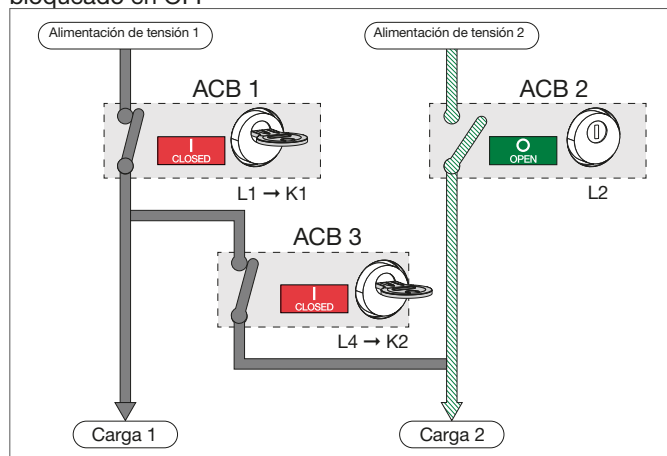 bloqueado en OFF
Alimentación de tensión 1
Alimentación de tensión 2
ACB 1
ACB 2
I
CLOSED
O
OPEN
L1 → K1
L2
ACB 3
I
CLOSED
L4 → K2
Carga 1
Carga 2